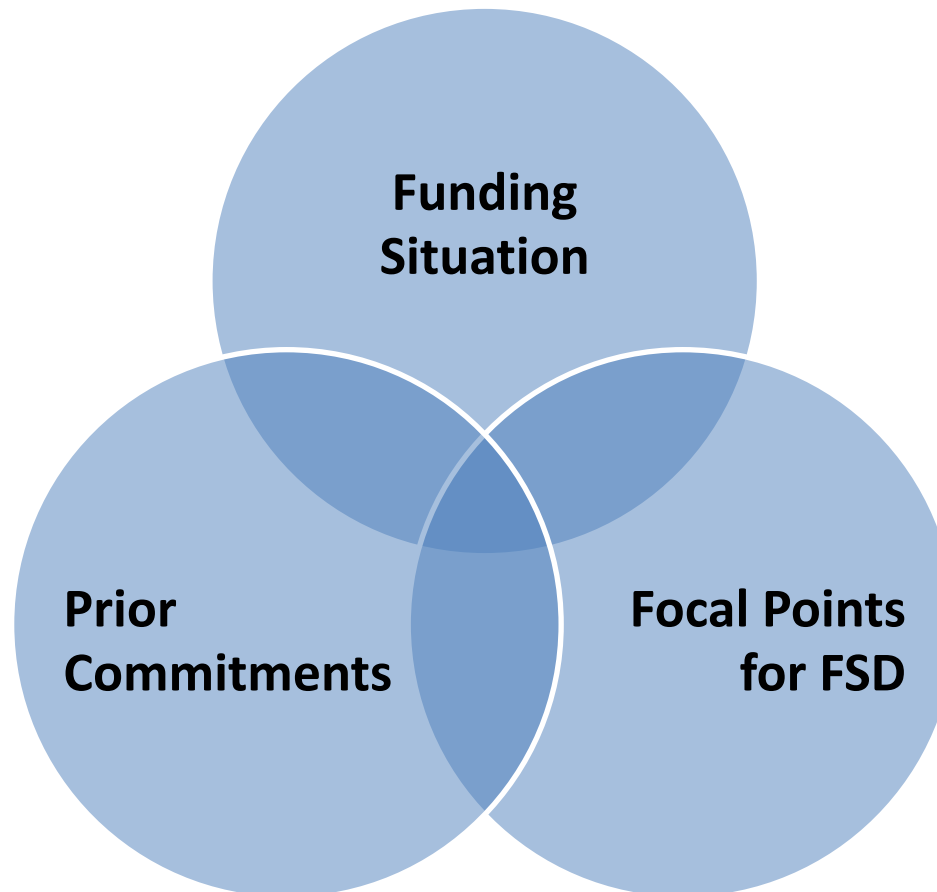 Funding
Situation
Prior
Commitments
Focal Points
for FSD